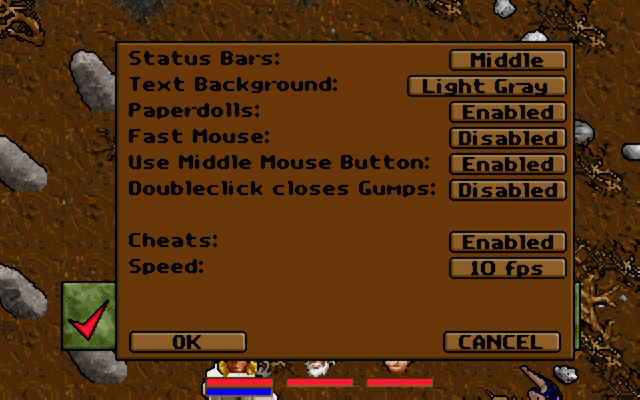 Status Bars: Middle
Text Background: Light Gray
Paperdolls: Enabled
Fast Mouse: Disabled
Use Middle Mouse Button: Enabled
Doubleclick closes Gumps: Disabled
Cheats: Enabled
Speed: 10 fps
OK CANCEL